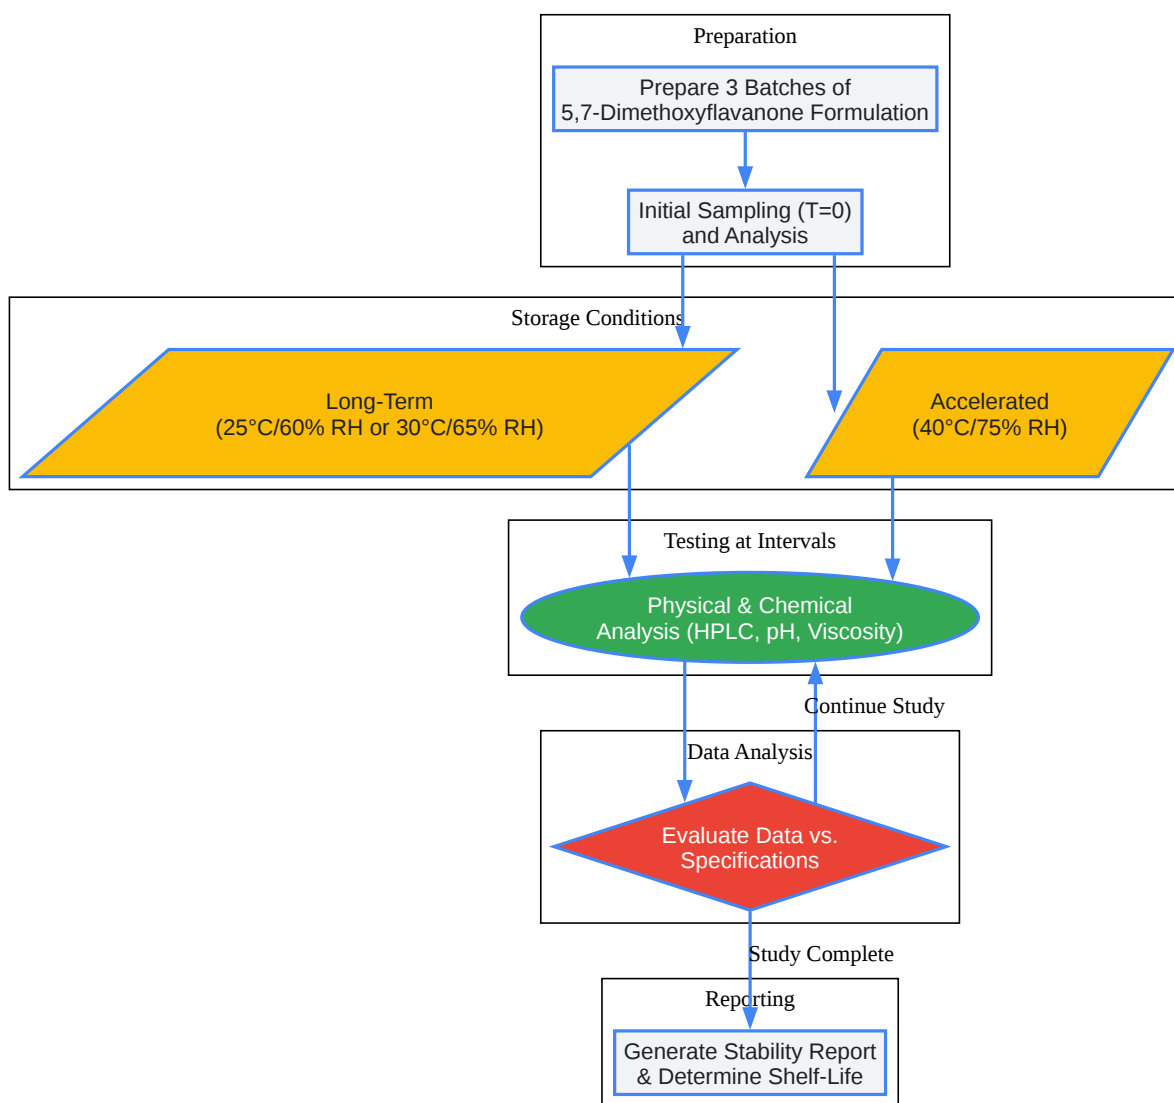 Preparation
Prepare 3 Batches of
5,7-Dimethoxyflavanone Formulation
Initial Sampling (T=0)
and Analysis
Storage Conditions
Long-Term
(25°C/60% RH or 30°C/65% RH)
Accelerated
(40°C/75% RH)
Testing at Intervals
Physical & Chemical
Analysis (HPLC, pH, Viscosity)
Continue Study
Data Analysis
Evaluate Data vs.
Specifications
Study Complete
Reporting
Generate Stability Report
& Determine Shelf-Life